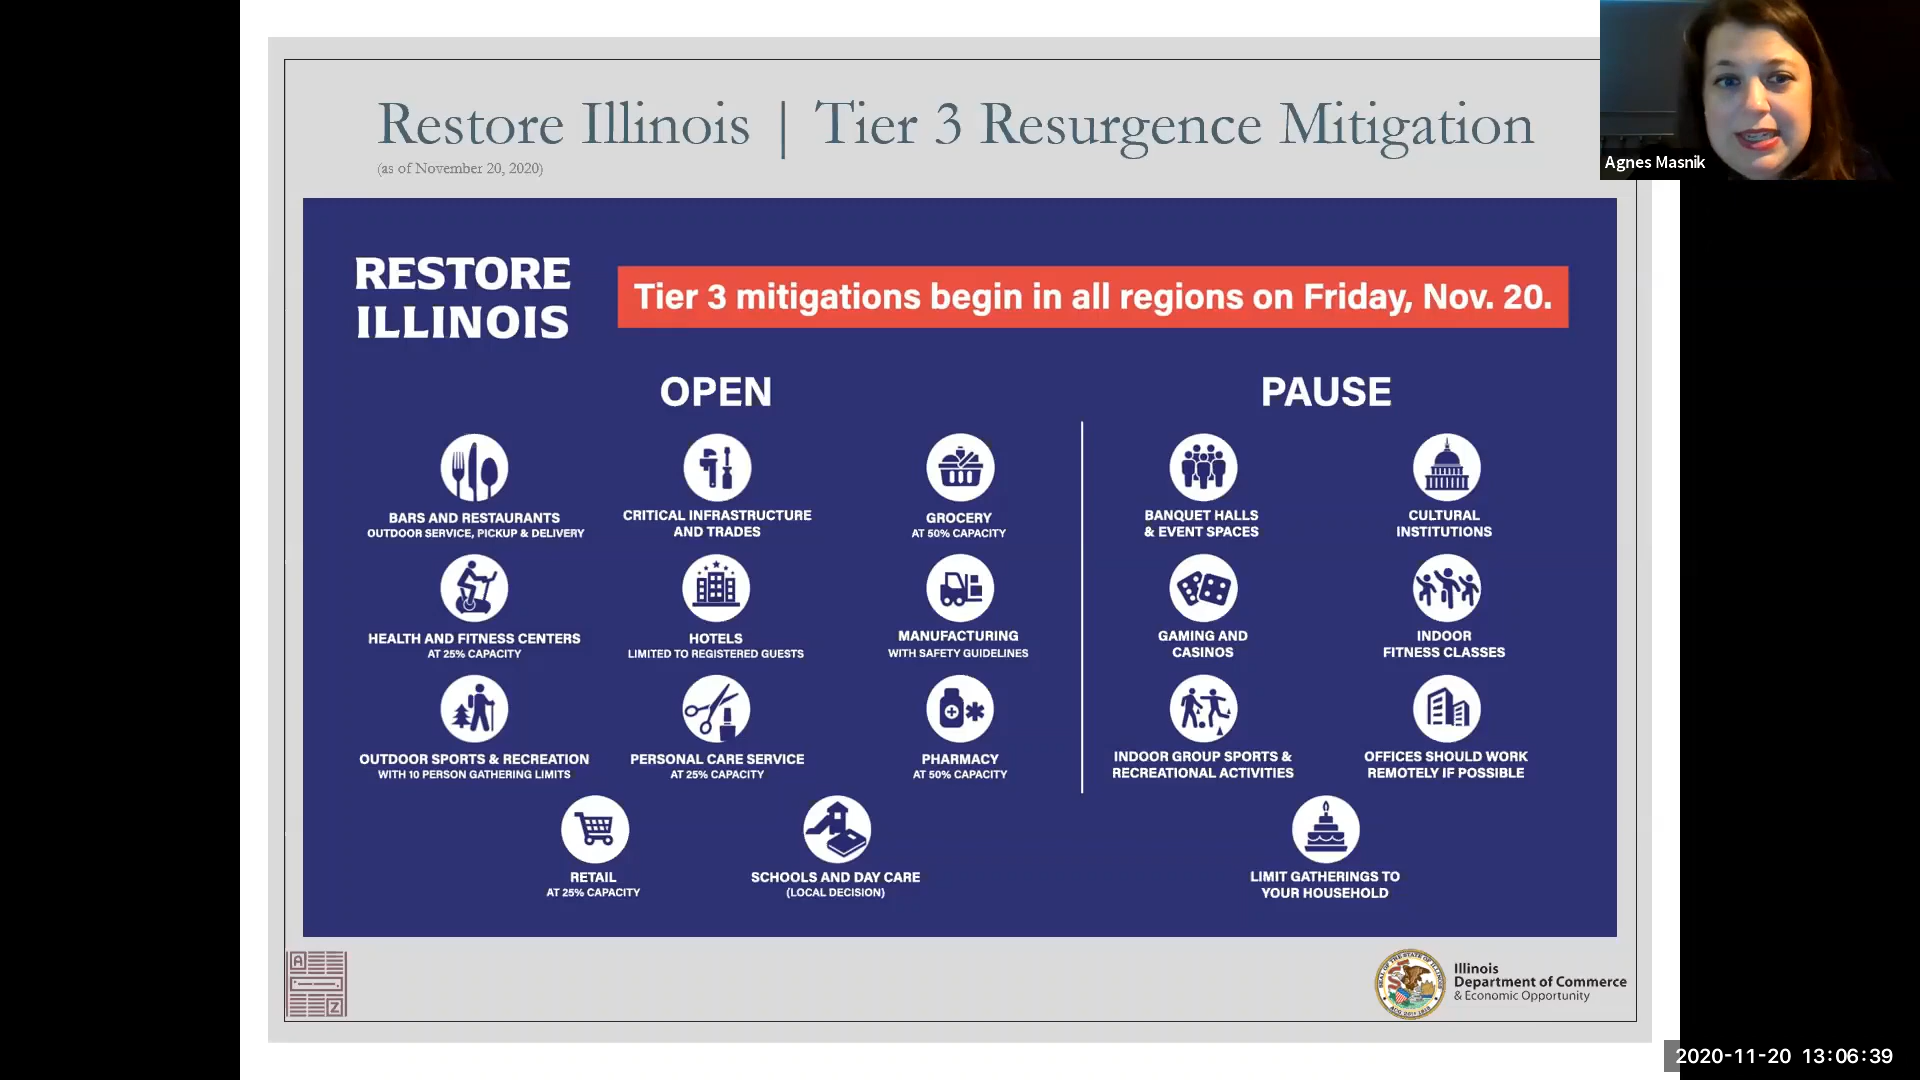 Restore Illinois | Tier 3 Resurgence Mitigation
(as of November 20, 2020)
Agnes Masnik
RESTORE
ILLINOIS
Tier 3 mitigations begin in all regions on Friday, Nov. 20.
OPEN
BARS AND RESTAURANTS
OUTDOOR SERVICE, PICKUP & DELIVERY
CRITICAL INFRASTRUCTURE
AND TRADES
GROCERY
AT 50% CAPACITY
HEALTH AND FITNESS CENTERS
AT 25% CAPACITY
HOTELS
LIMITED TO REGISTERED GUESTS
MANUFACTURING
WITH SAFETY GUIDELINES
OUTDOOR SPORTS & RECREATION
WITH 10 PERSON GATHERING LIMITS
PERSONAL CARE SERVICE
AT 25% CAPACITY
PHARMACY
AT 50% CAPACITY
RETAIL
AT 25% CAPACITY
SCHOOLS AND DAY CARE
(LOCAL DECISION)
PAUSE
BANQUET HALLS
& EVENT SPACES
CULTURAL
INSTITUTIONS
GAMING AND
CASINOS
INDOOR
FITNESS CLASSES
INDOOR GROUP SPORTS &
RECREATIONAL ACTIVITIES
OFFICES SHOULD WORK
REMOTELY IF POSSIBLE
LIMIT GATHERINGS TO
YOUR HOUSEHOLD
A
Z
Illinois
Department of Commerce
& Economic Opportunity
2020-11-20 13:06:39